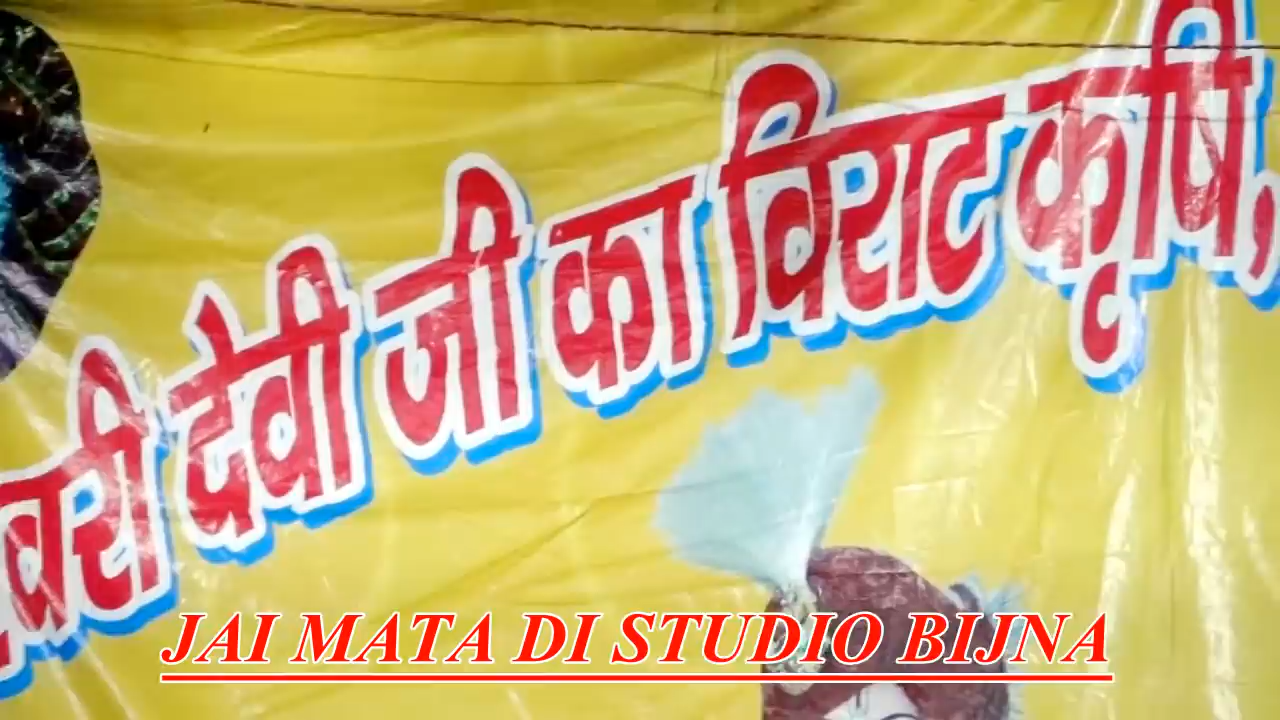 देवी जी का विराट कृषि,
JAI MATA DI STUDIO BIJNA